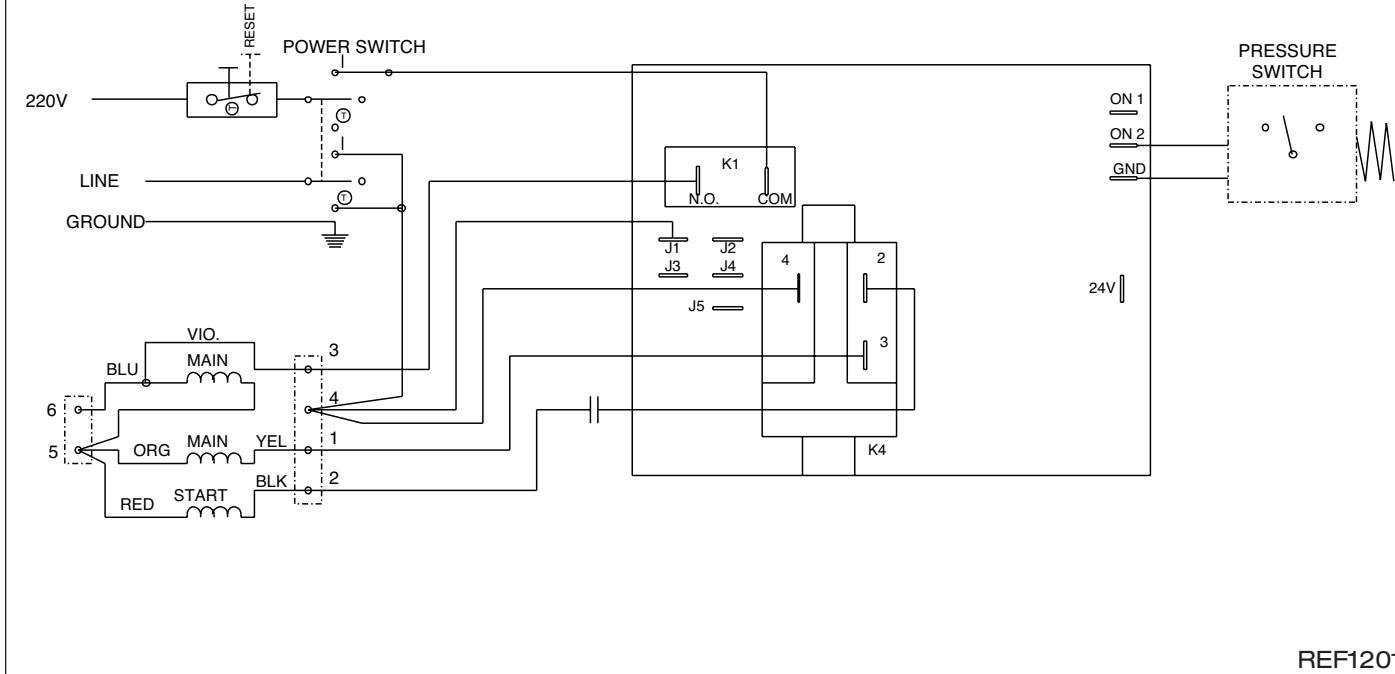 RESET
POWER SWITCH
220V
T
T
LINE
T
GROUND
PRESSURE
SWITCH
ON 1
ON 2
GND
K1
N.O.
COM
J1
J2
J3
J4
J5
4
2
3
24V
K4
VIO.
MAIN
BLU
3
4
6
5
ORG
MAIN
YEL
1
BLK
2
RED
START